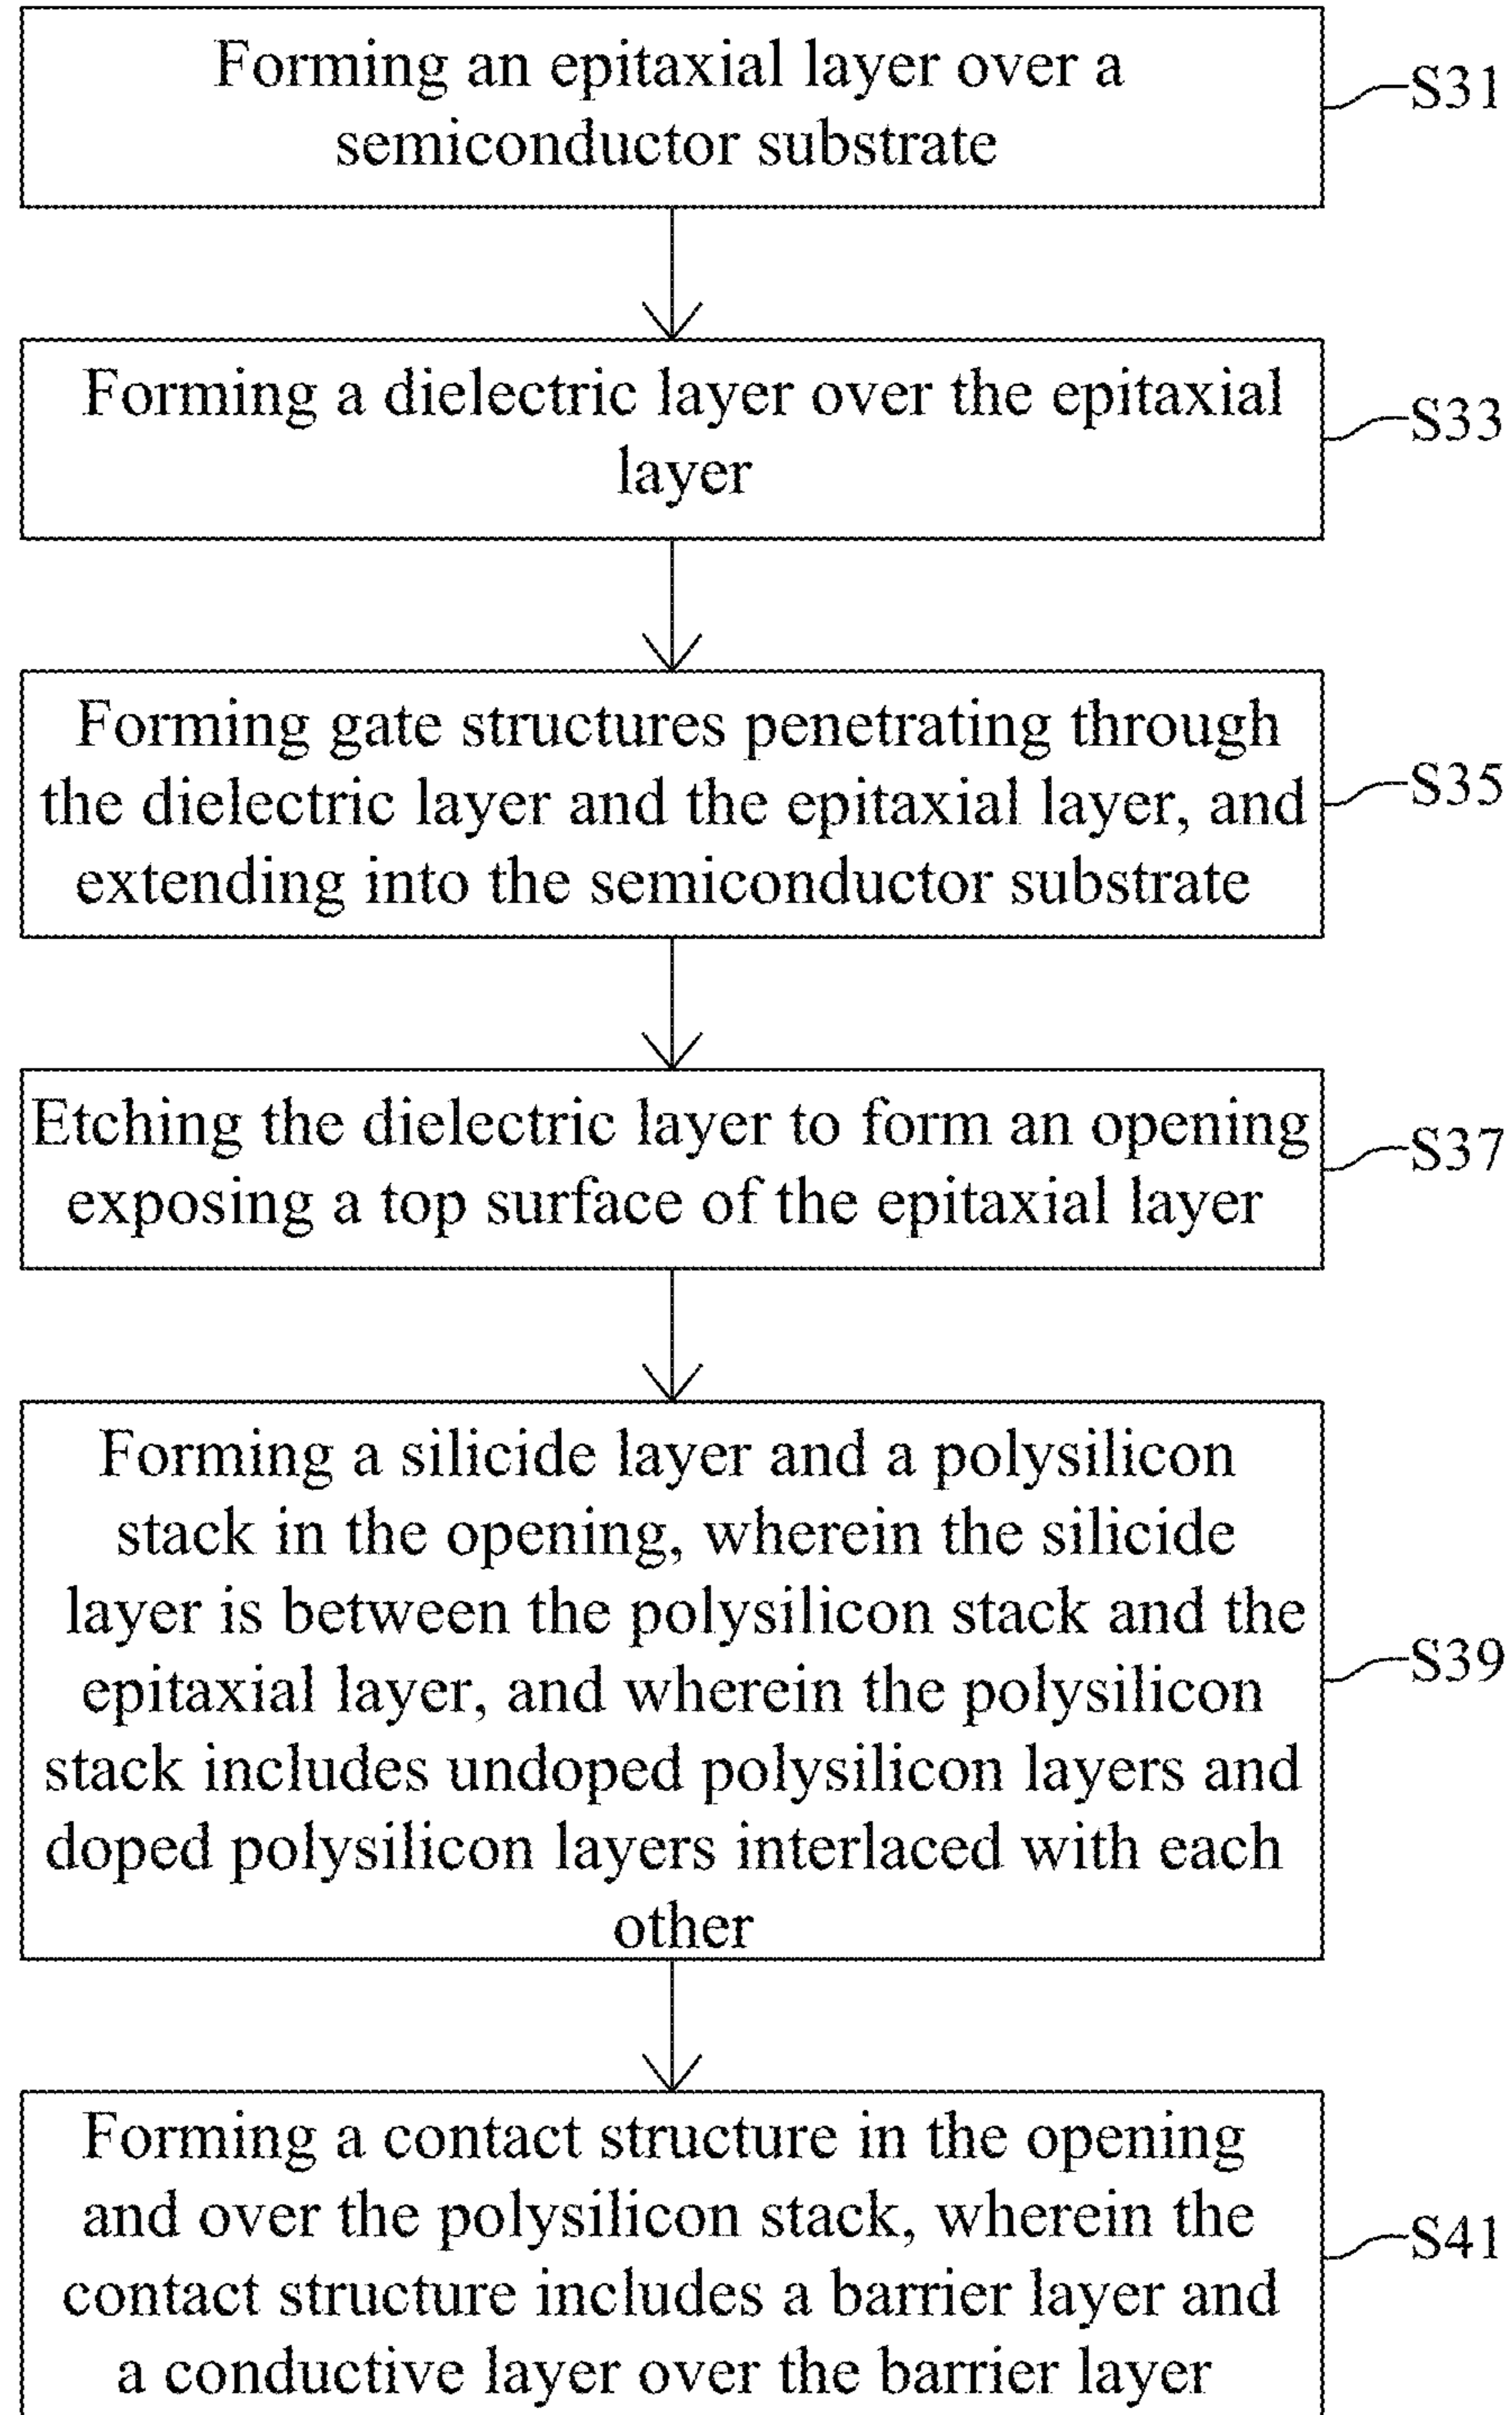 Forming an epitaxial layer over a
semiconductor substrate
S31
Forming a dielectric layer over the epitaxial
layer
S33
Forming gate structures penetrating through
the dielectric layer and the epitaxial layer, and
extending into the semiconductor substrate
S35
Etching the dielectric layer to form an opening
exposing a top surface of the epitaxial layer
S37
Forming a silicide layer and a polysilicon
stack in the opening, wherein the silicide
layer is between the polysilicon stack and the
epitaxial layer, and wherein the polysilicon
stack includes undoped polysilicon layers and
doped polysilicon layers interlaced with each
other
S39
Forming a contact structure in the opening
and over the polysilicon stack, wherein the
contact structure includes a barrier layer and
a conductive layer over the barrier layer
S41